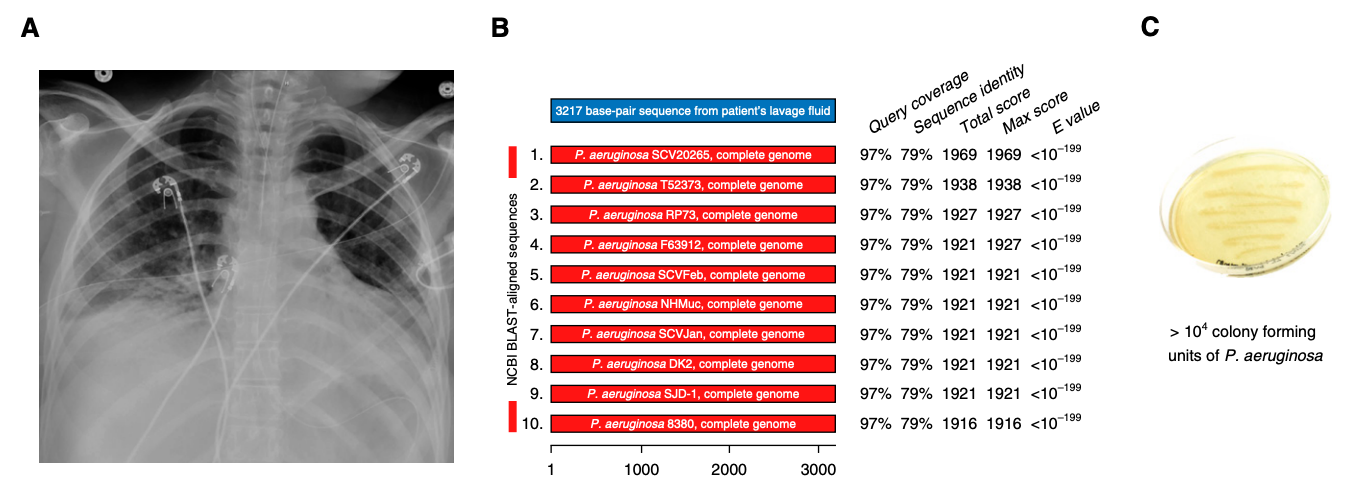 A
B
C
Query coverage
Sequence identity
Total score
Max score
E value
3217 base-pair sequence from patient's lavage fluid
NCBI BLAST-aligned sequences
1. P. aeruginosa SCV20265, complete genome 97% 79% 1969 1969 <10⁻¹⁹⁹
2. P. aeruginosa T52373, complete genome 97% 79% 1938 1938 <10⁻¹⁹⁹
3. P. aeruginosa RP73, complete genome 97% 79% 1927 1927 <10⁻¹⁹⁹
4. P. aeruginosa F63912, complete genome 97% 79% 1921 1927 <10⁻¹⁹⁹
5. P. aeruginosa SCVFeb, complete genome 97% 79% 1921 1921 <10⁻¹⁹⁹
6. P. aeruginosa NHMuc, complete genome 97% 79% 1921 1921 <10⁻¹⁹⁹
7. P. aeruginosa SCVJan, complete genome 97% 79% 1921 1921 <10⁻¹⁹⁹
8. P. aeruginosa DK2, complete genome 97% 79% 1921 1921 <10⁻¹⁹⁹
9. P. aeruginosa SJD-1, complete genome 97% 79% 1921 1921 <10⁻¹⁹⁹
10. P. aeruginosa 8380, complete genome 97% 79% 1916 1916 <10⁻¹⁹⁹
1 1000 2000 3000
> 10⁴ colony forming
units of P. aeruginosa